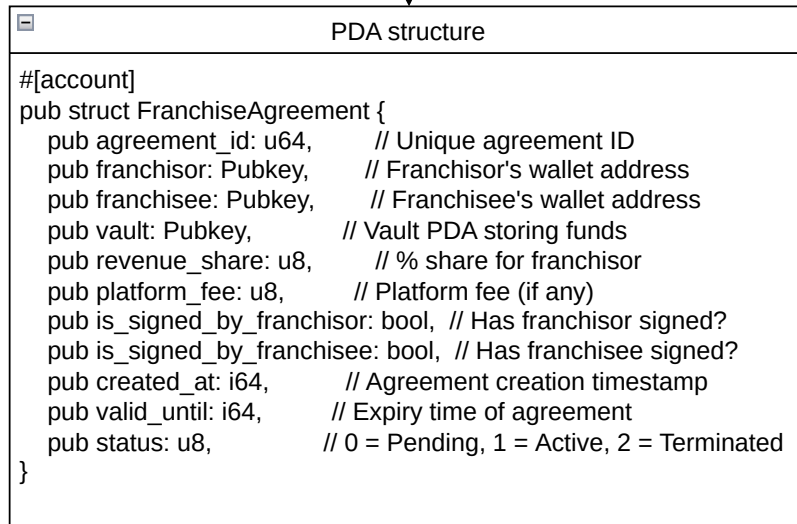 PDA structure
#[account]
pub struct FranchiseAgreement {
pub agreement_id: u64, // Unique agreement ID
pub franchisor: Pubkey, // Franchisor's wallet address
pub franchisee: Pubkey, // Franchisee's wallet address
pub vault: Pubkey, // Vault PDA storing funds
pub revenue_share: u8, // % share for franchisor
pub platform_fee: u8, // Platform fee (if any)
pub is_signed_by_franchisor: bool, // Has franchisor signed?
pub is_signed_by_franchisee: bool, // Has franchisee signed?
pub created_at: i64, // Agreement creation timestamp
pub valid_until: i64, // Expiry time of agreement
pub status: u8, // 0 = Pending, 1 = Active, 2 = Terminated
}